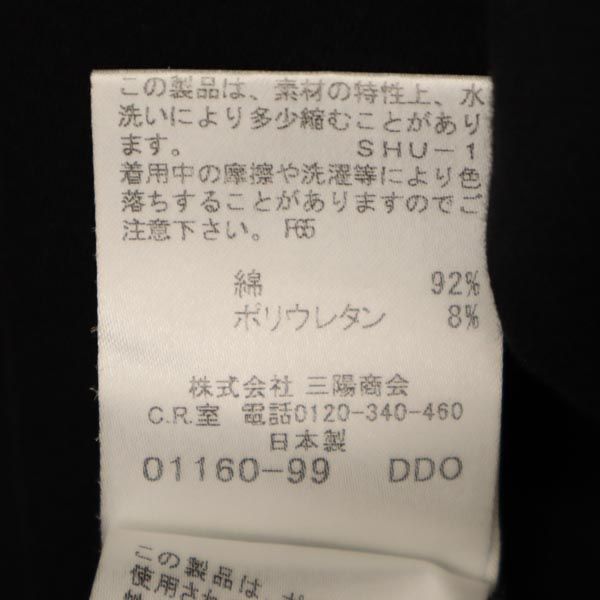 この製品は、素材の特性上、水
洗いにより多少縮むことがあり
ます。 SHU-1
着用中の摩擦や洗濯等により色
落ちすることがありますのでご
注意下さい。 F65
綿 92%
ポリウレタン 8%
株式会社 三陽商会
C.R.室 電話0120-340-460
日本製
01160-99 DDO
この製品は、ポ
使用され